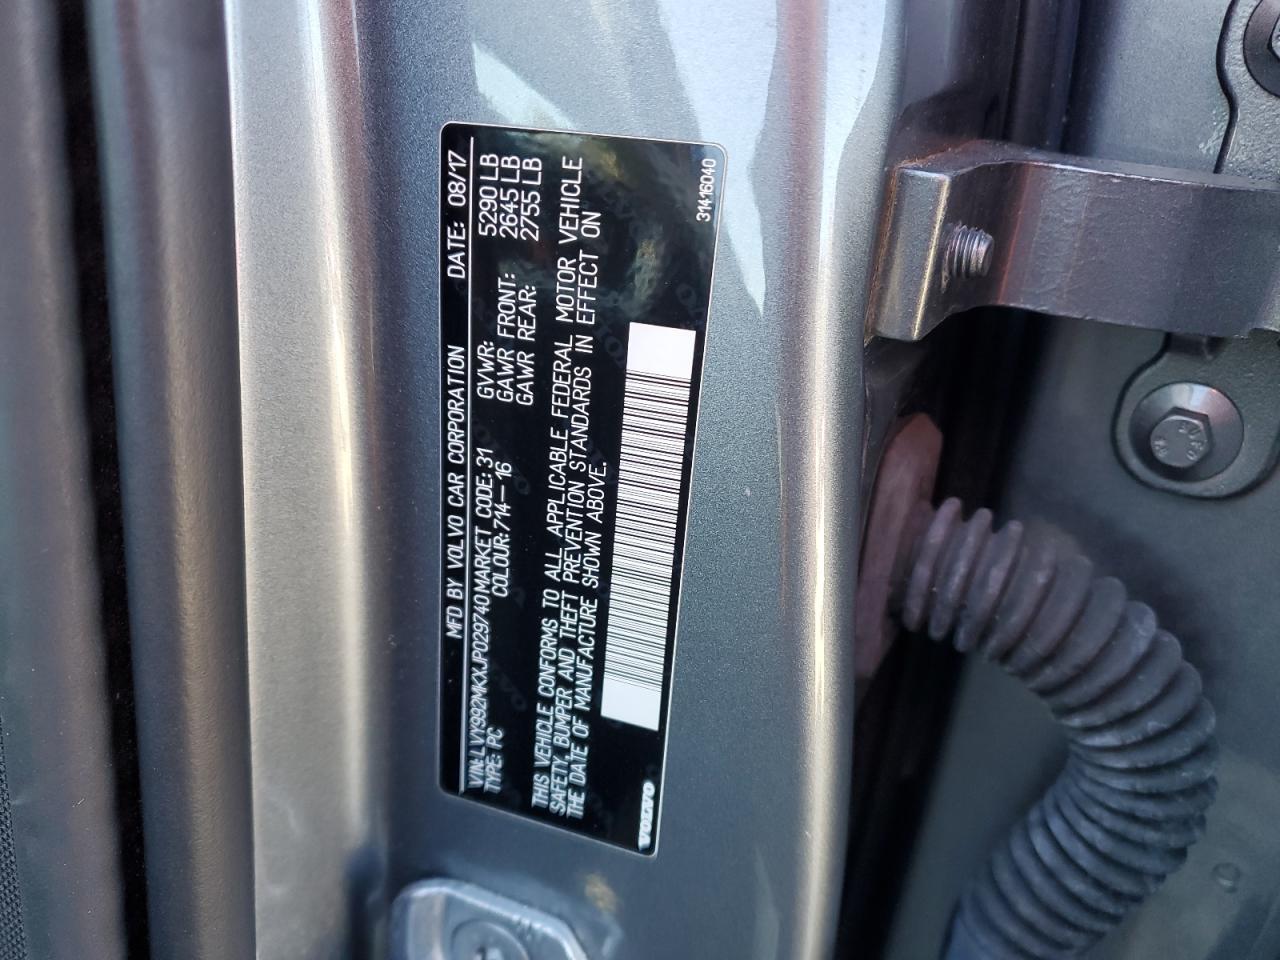 MFD BY VOLVO CAR CORPORATION DATE: 08/17
VIN: LVY992MKXJP029740 MARKET CODE: 31 GVWR: 5290 LB
TYPE: PC COLOUR: 714-16 GAWR FRONT: 2645 LB
GAWR REAR: 2755 LB
THIS VEHICLE CONFORMS TO ALL APPLICABLE FEDERAL MOTOR VEHICLE
SAFETY, BUMPER AND THEFT PREVENTION STANDARDS IN EFFECT ON
THE DATE OF MANUFACTURE SHOWN ABOVE.
VOLVO 31416040